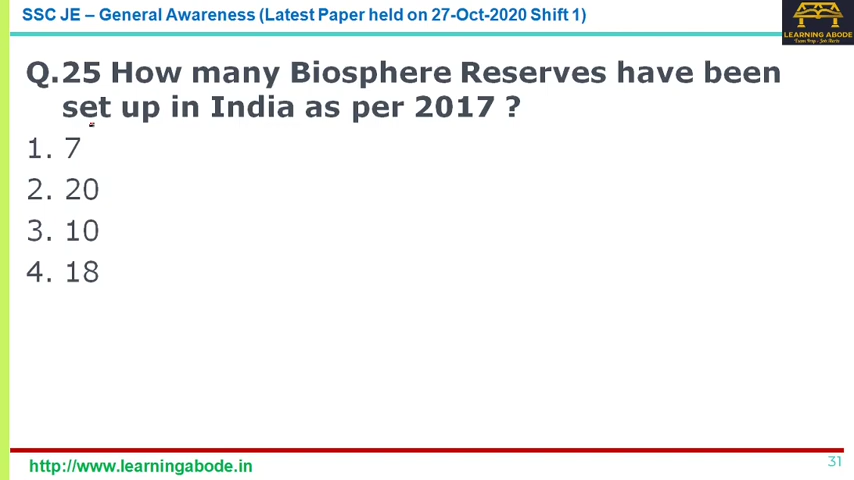 SSC JE – General Awareness (Latest Paper held on 27-Oct-2020 Shift 1)
LEARNING ABODE
Q.25 How many Biosphere Reserves have been
set up in India as per 2017 ?
1. 7
2. 20
3. 10
4. 18
http://www.learningabode.in
31